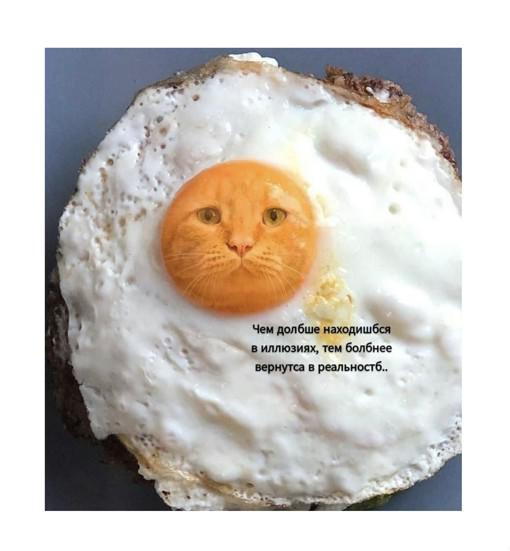 Чем долбше находишбся
в иллюзиях, тем болбнее
вернутса в реальностб..